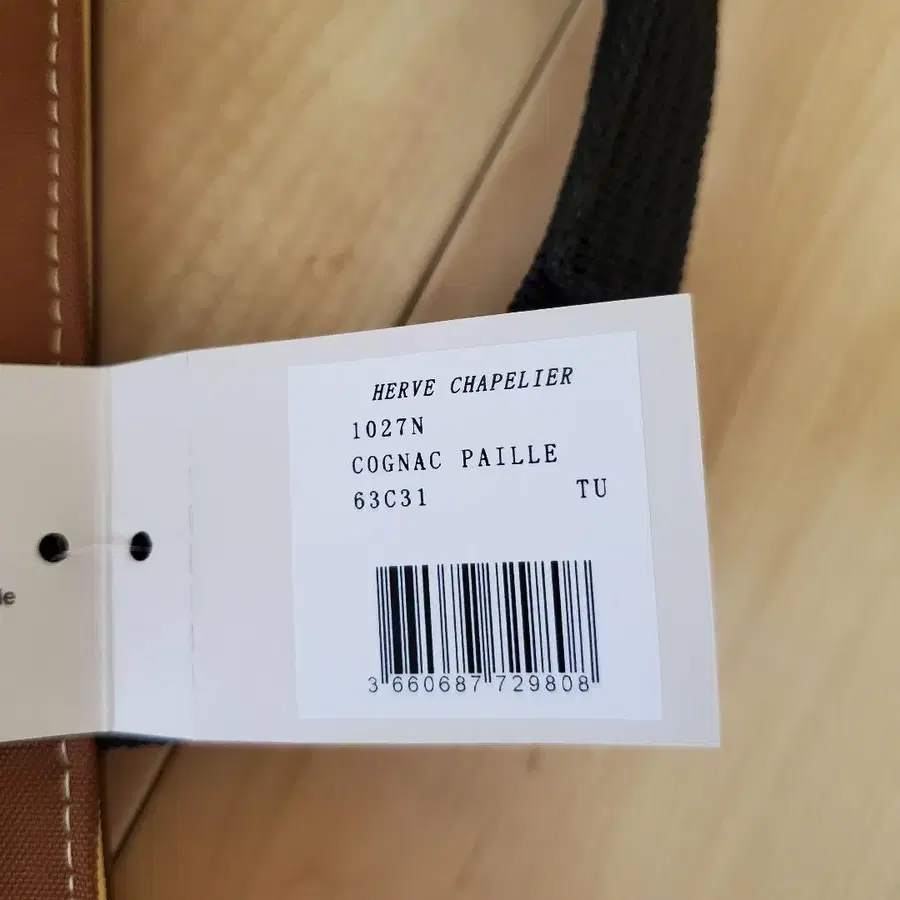 HERVE CHAPELIER
1027N
COGNAC PAILLE
63C31 TU
3 660687 729808